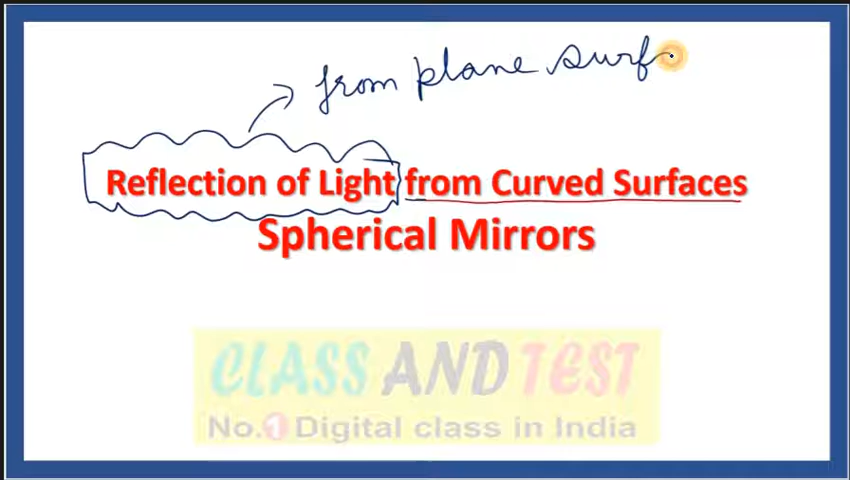 from plane surf
Reflection of Light from Curved Surfaces
Spherical Mirrors
CLASS AND TEST
No.1 Digital class in India